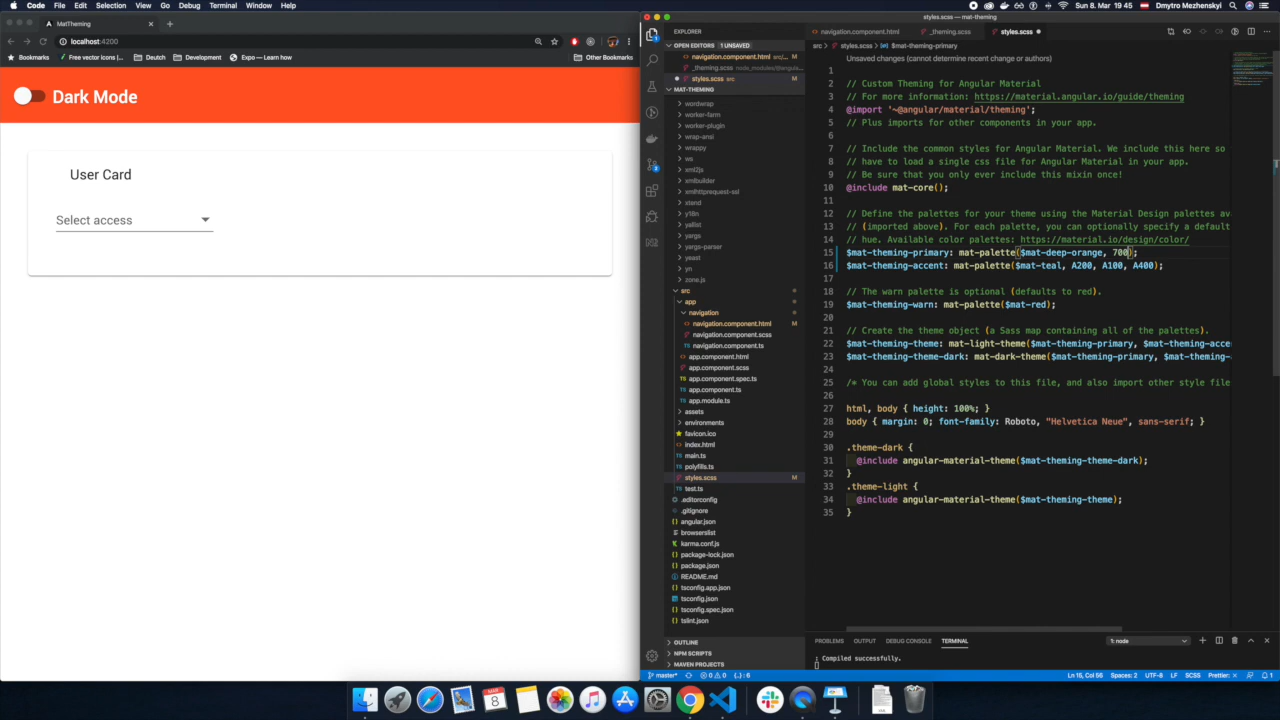 Code File Edit Selection View Go Debug Terminal Window Help
Sun 8. Mar 19 45 Dmytro Mezhenskyi
MatTheming
localhost:4200
Bookmarks Free vector icons | Deutch Development Expo — Learn how Other Bookmarks
Dark Mode
User Card
Select access
styles.scss — mat-theming
EXPLORER
OPEN EDITORS 1 UNSAVED
navigation.component.html src/...
_theming.scss node_modules/@angular...
styles.scss src M
MAT-THEMING
wordwrap
worker-farm
worker-plugin
wrap-ansi
wrappy
ws
xml2js
xmlbuilder
xmlhttprequest-ssl
xtend
y18n
yallist
yargs
yargs-parser
yeast
yn
zone.js
src
app
navigation
navigation.component.html M
navigation.component.scss
navigation.component.ts
app.component.html
app.component.scss
app.component.spec.ts
app.component.ts
app.module.ts
assets
environments
favicon.ico
index.html
main.ts
polyfills.ts
styles.scss M
test.ts
.editorconfig
.gitignore
angular.json
browserslist
karma.conf.js
package-lock.json
package.json
README.md
tsconfig.app.json
tsconfig.json
tsconfig.spec.json
tslint.json
OUTLINE
NPM SCRIPTS
MAVEN PROJECTS
navigation.component.html _theming.scss styles.scss
src > styles.scss > $mat-theming-primary
Unsaved changes (cannot determine recent change or authors)
1
2 // Custom Theming for Angular Material
3 // For more information: https://material.angular.io/guide/theming
4 @import '~@angular/material/theming';
5 // Plus imports for other components in your app.
6
7 // Include the common styles for Angular Material. We include this here so
8 // have to load a single css file for Angular Material in your app.
9 // Be sure that you only ever include this mixin once!
10 @include mat-core();
11
12 // Define the palettes for your theme using the Material Design palettes av
13 // (imported above). For each palette, you can optionally specify a default
14 // hue. Available color palettes: https://material.io/design/color/
15 $mat-theming-primary: mat-palette($mat-deep-orange, 700);
16 $mat-theming-accent: mat-palette($mat-teal, A200, A100, A400);
17
18 // The warn palette is optional (defaults to red).
19 $mat-theming-warn: mat-palette($mat-red);
20
21 // Create the theme object (a Sass map containing all of the palettes).
22 $mat-theming-theme: mat-light-theme($mat-theming-primary, $mat-theming-acce
23 $mat-theming-theme-dark: mat-dark-theme($mat-theming-primary, $mat-theming-a
24
25 /* You can add global styles to this file, and also import other style file
26
27 html, body { height: 100%; }
28 body { margin: 0; font-family: Roboto, "Helvetica Neue", sans-serif; }
29
30 .theme-dark {
31 @include angular-material-theme($mat-theming-theme-dark);
32 }
33 .theme-light {
34 @include angular-material-theme($mat-theming-theme);
35 }
PROBLEMS OUTPUT DEBUG CONSOLE TERMINAL 1: node
: Compiled successfully.
master* 0 0 {..} : 6 Ln 15, Col 56 Spaces: 2 UTF-8 LF SCSS Prettier: 1
MAR
8